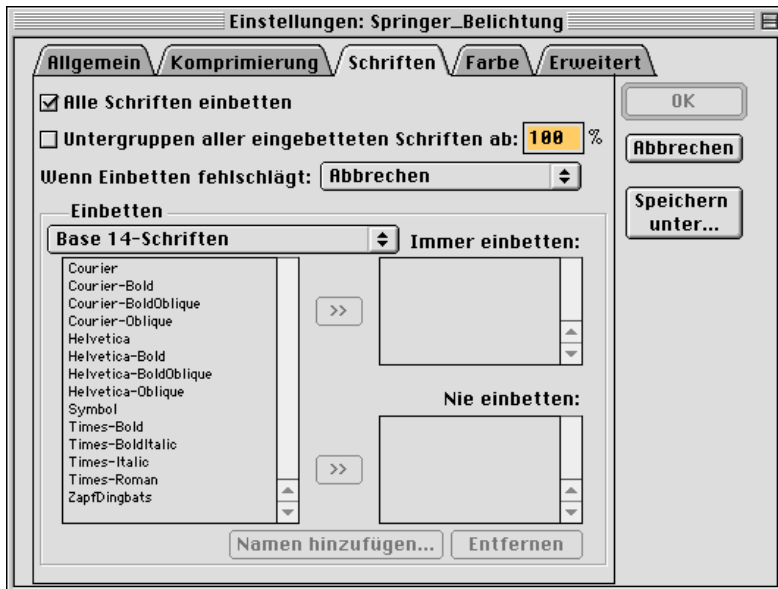 Einstellungen: Springer_Belichtung
Allgemein
Komprimierung
Schriften
Farbe
Erweitert
Alle Schriften einbetten
Untergruppen aller eingebetteten Schriften ab: 100 %
Wenn Einbetten fehlschlägt: Abbrechen
Einbetten
Base 14-Schriften
Courier
Courier-Bold
Courier-BoldOblique
Courier-Oblique
Helvetica
Helvetica-Bold
Helvetica-BoldOblique
Helvetica-Oblique
Symbol
Times-Bold
Times-BoldItalic
Times-Italic
Times-Roman
ZapfDingbats
>>
>>
Immer einbetten:
Nie einbetten:
Namen hinzufügen...
Entfernen
OK
Abbrechen
Speichern
unter...